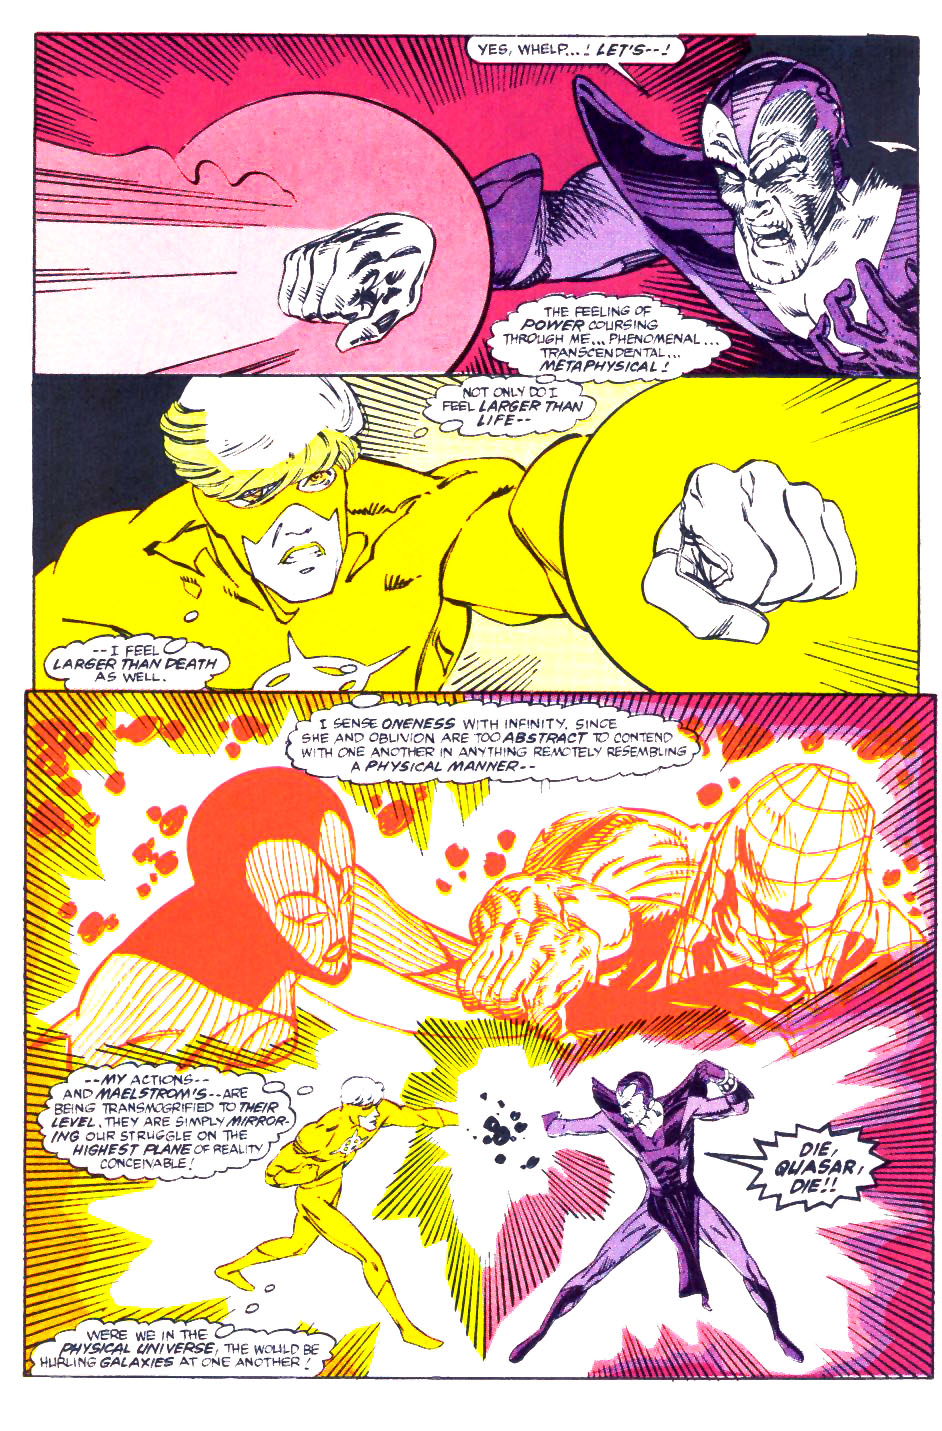 YES, WHELP...! LET'S--!
THE FEELING OF
POWER COURSING
THROUGH ME... PHENOMENAL...
TRANSCENDENTAL...
METAPHYSICAL!
NOT ONLY DO I
FEEL LARGER THAN
LIFE--
--I FEEL
LARGER THAN DEATH
AS WELL.
I SENSE ONENESS WITH INFINITY. SINCE
SHE AND OBLIVION ARE TOO ABSTRACT TO CONTEND
WITH ONE ANOTHER IN ANYTHING REMOTELY RESEMBLING
A PHYSICAL MANNER--
--MY ACTIONS--
AND MAELSTROM'S--ARE
BEING TRANSMOGRIFIED TO THEIR
LEVEL. THEY ARE SIMPLY MIRROR-
ING OUR STRUGGLE ON THE
HIGHEST PLANE OF REALITY
CONCEIVABLE!
DIE,
QUASAR,
DIE!!
WERE WE IN THE
PHYSICAL UNIVERSE, THE WOULD BE
HURLING GALAXIES AT ONE ANOTHER!